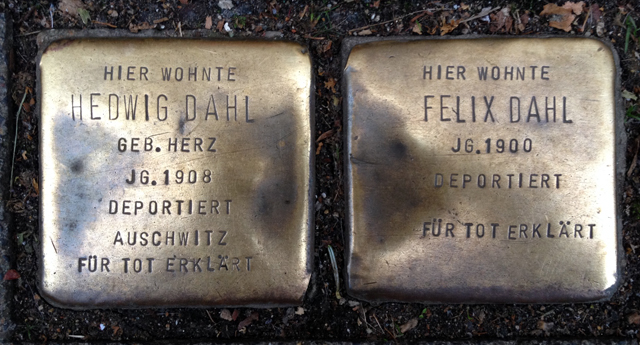 HIER WOHNTE
HEDWIG DAHL
GEB. HERZ
JG. 1908
DEPORTIERT
AUSCHWITZ
FÜR TOT ERKLÄRT
HIER WOHNTE
FELIX DAHL
JG. 1900
DEPORTIERT
FÜR TOT ERKLÄRT